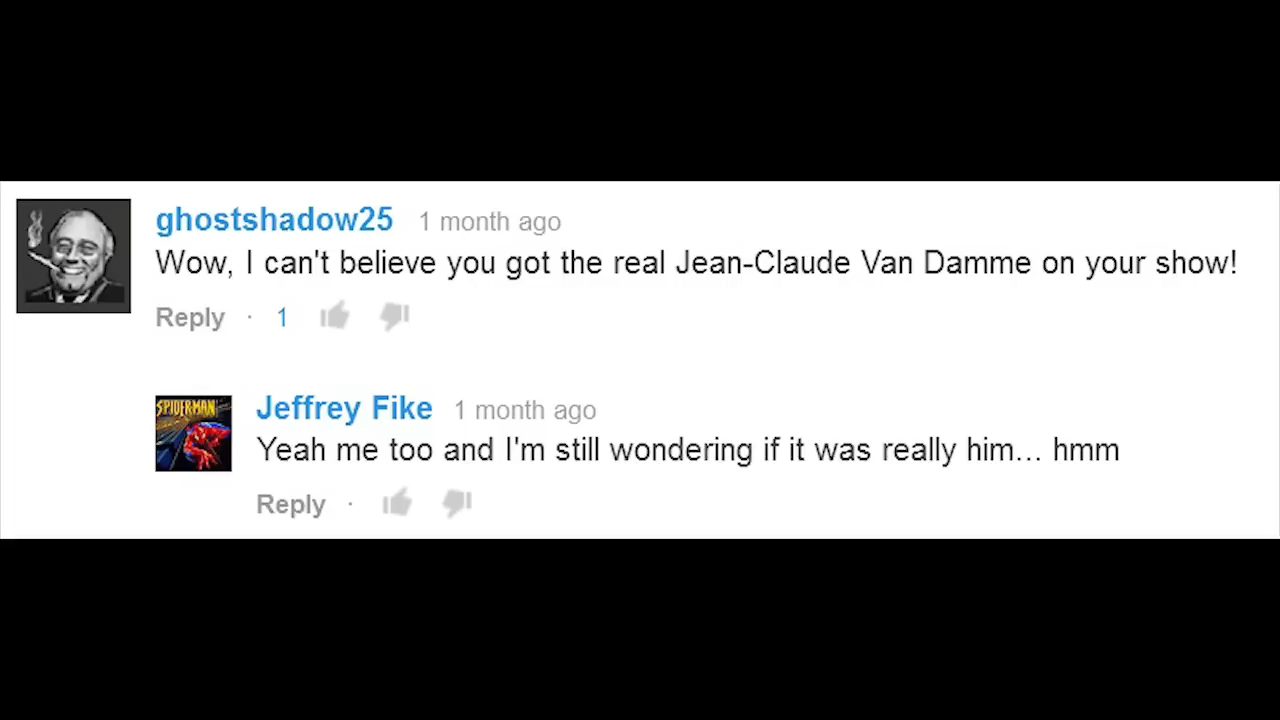 ghostshadow25 1 month ago
Wow, I can't believe you got the real Jean-Claude Van Damme on your show!
Reply · 1
SPIDER-MAN
Jeffrey Fike 1 month ago
Yeah me too and I'm still wondering if it was really him... hmm
Reply ·